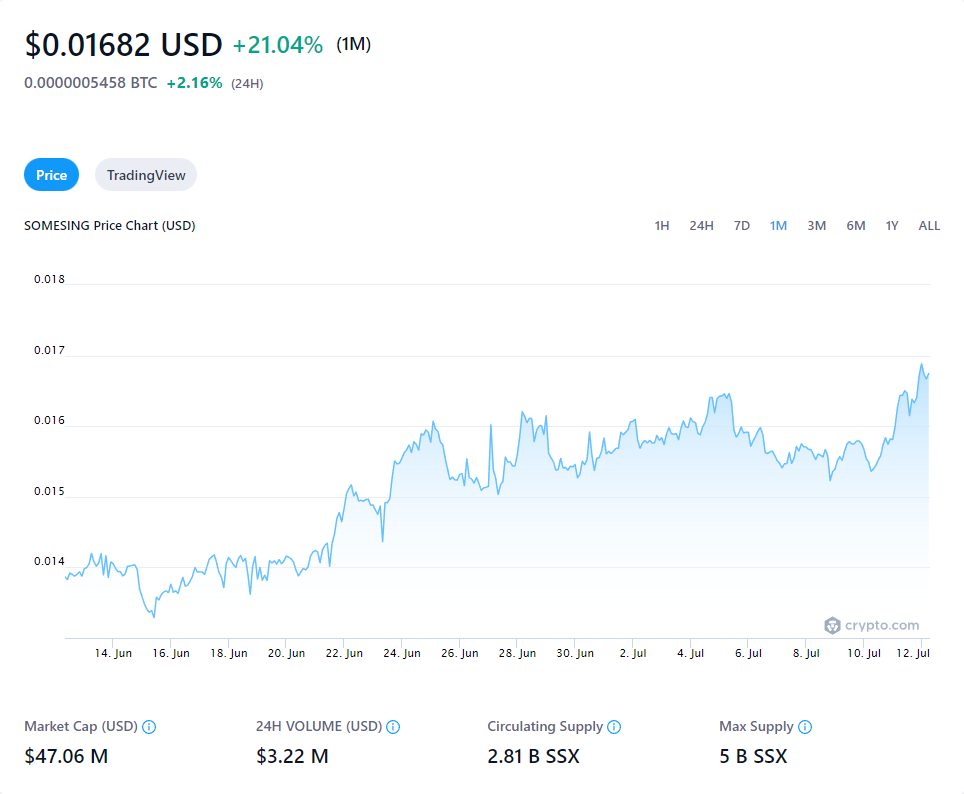 $0.01682 USD +21.04% (1M)
0.0000005458 BTC +2.16% (24H)
Price TradingView
SOMESING Price Chart (USD) 1H 24H 7D 1M 3M 6M 1Y ALL
0.018
0.017
0.016
0.015
0.014
crypto.com
14. Jun 16. Jun 18. Jun 20. Jun 22. Jun 24. Jun 26. Jun 28. Jun 30. Jun 2. Jul 4. Jul 6. Jul 8. Jul 10. Jul 12. Jul
Market Cap (USD) 24H VOLUME (USD) Circulating Supply Max Supply
$47.06 M $3.22 M 2.81 B SSX 5 B SSX